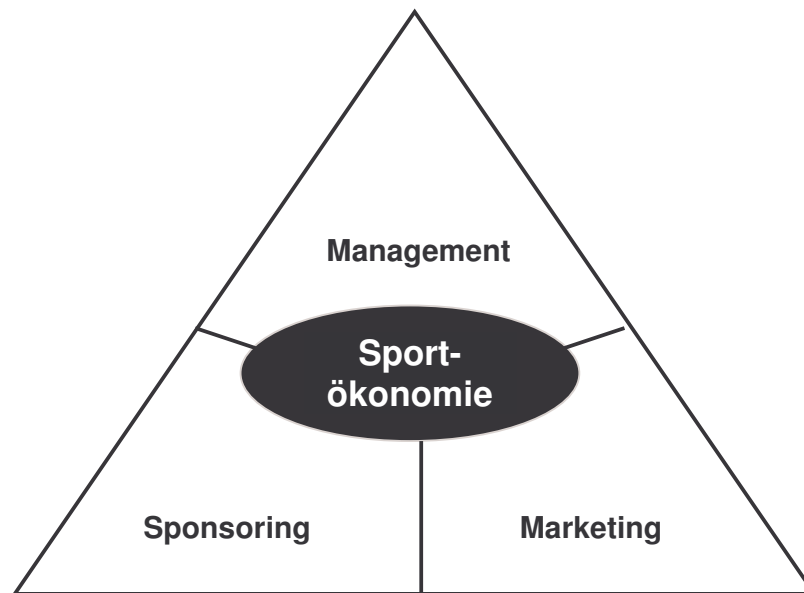 Management
Sport-
ökonomie
Sponsoring
Marketing